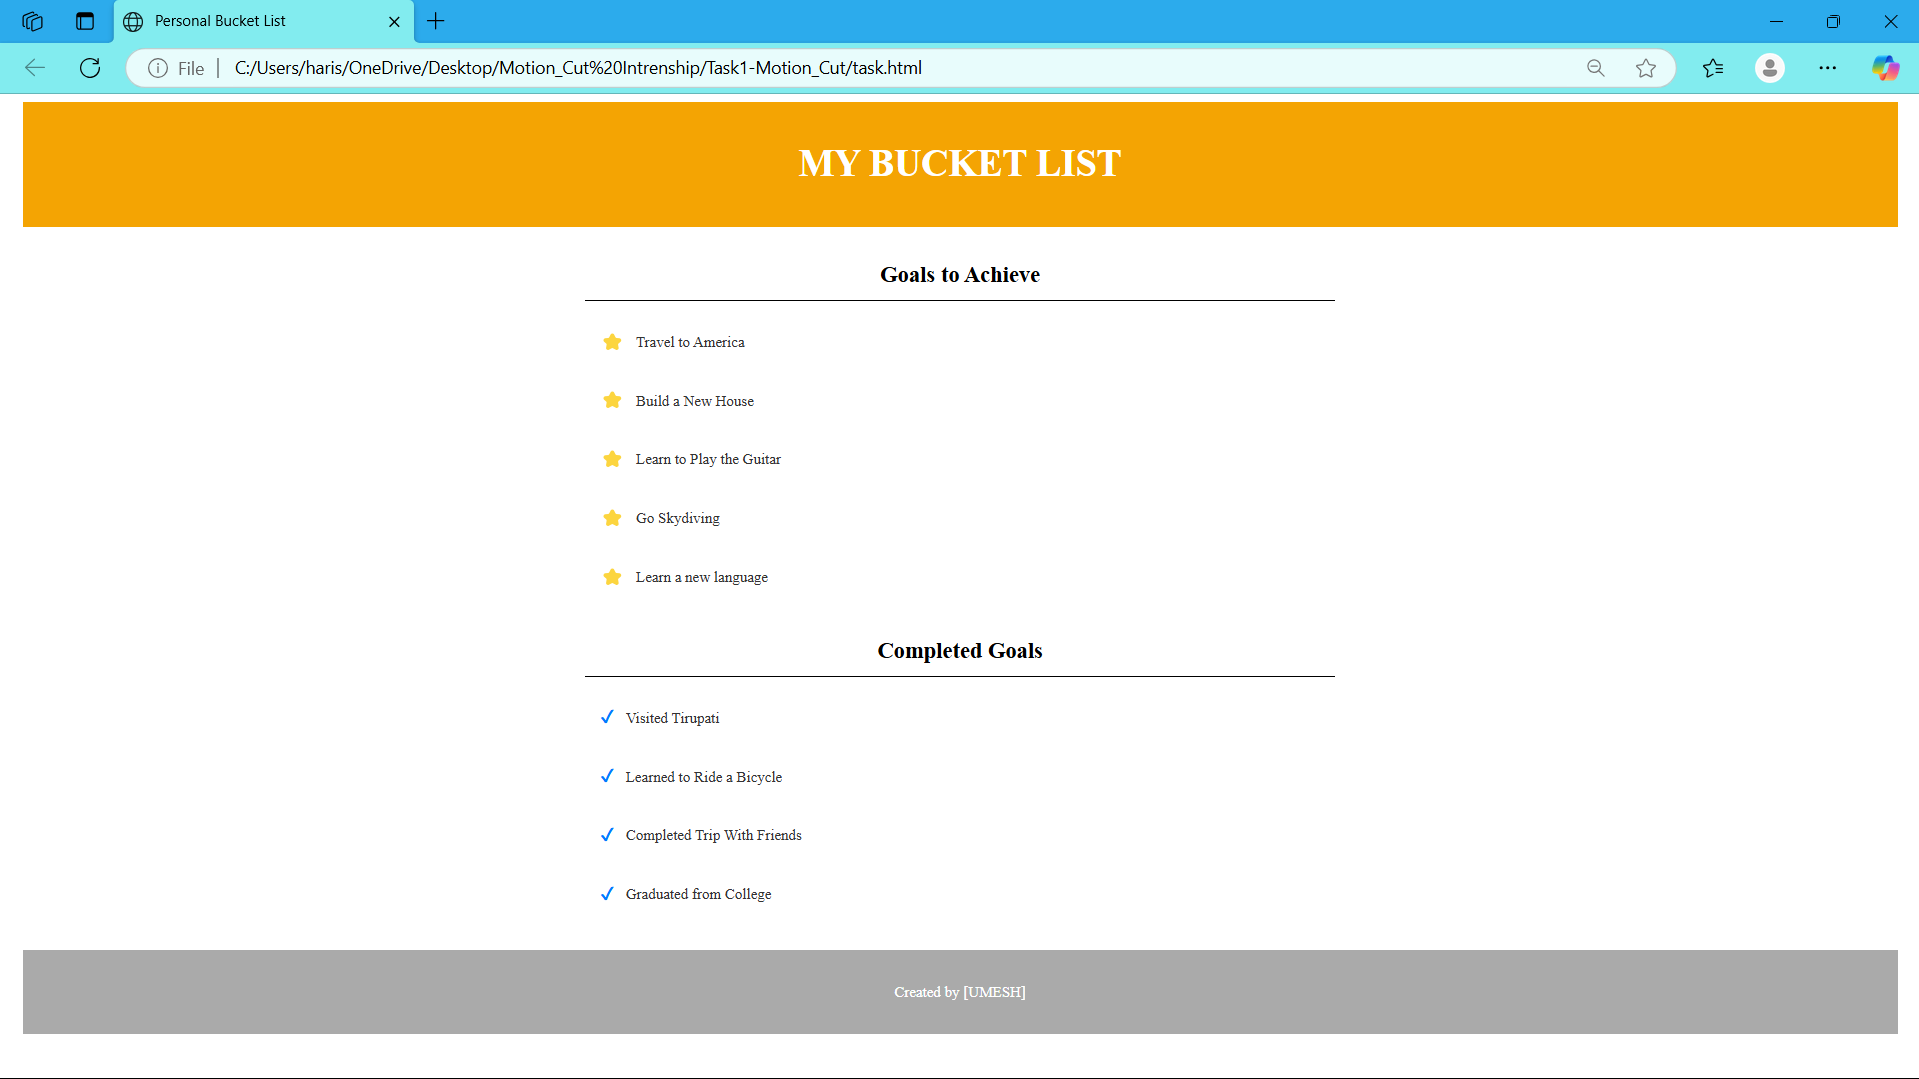 Personal Bucket List
File
C:/Users/haris/OneDrive/Desktop/Motion_Cut%20Intrenship/Task1-Motion_Cut/task.html
MY BUCKET LIST
Goals to Achieve
Travel to America
Build a New House
Learn to Play the Guitar
Go Skydiving
Learn a new language
Completed Goals
Visited Tirupati
Learned to Ride a Bicycle
Completed Trip With Friends
Graduated from College
Created by [UMESH]